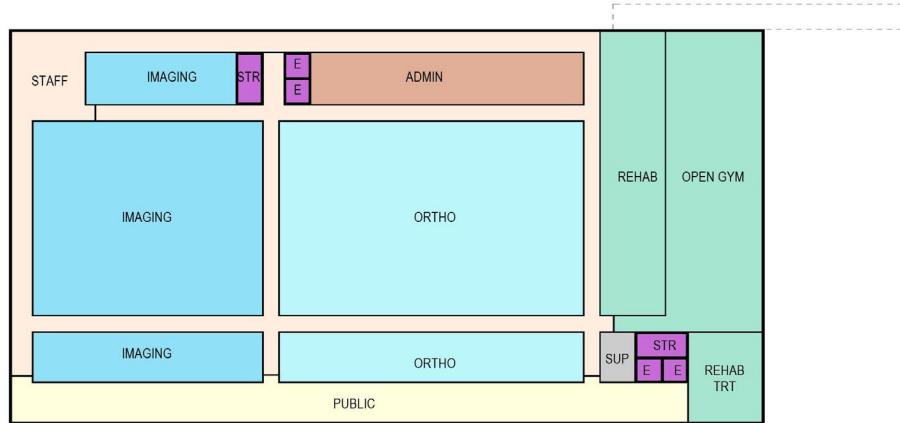 STAFF
IMAGING
STR
E
E
ADMIN
REHAB
OPEN GYM
IMAGING
ORTHO
IMAGING
ORTHO
SUP
STR
E
E
REHAB
TRT
PUBLIC